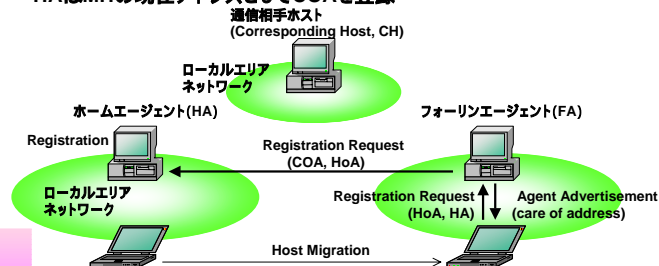 通信相手ホスト
(Corresponding Host, CH)
ローカルエリア
ネットワーク
ホームエージェント(HA)
フォーリンエージェント(FA)
Registration
Registration Request
(COA, HoA)
ローカルエリア
ネットワーク
Registration Request
(HoA, HA)
Agent Advertisement
(care of address)
Host Migration